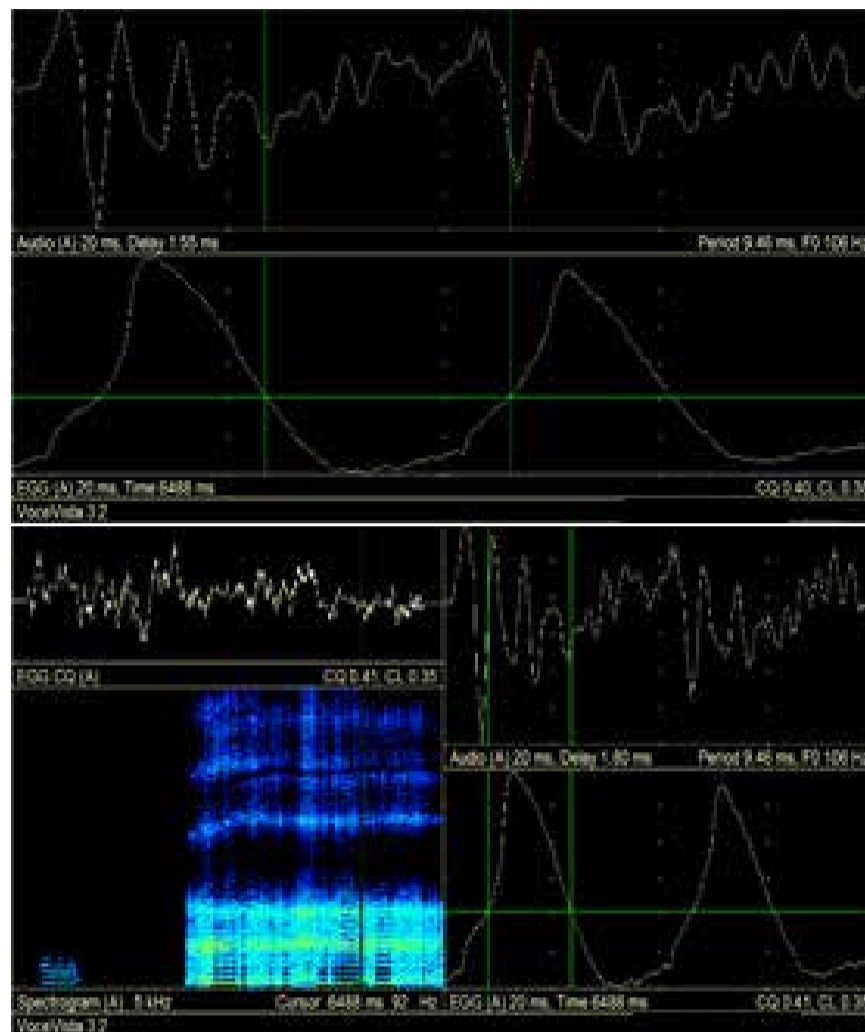 Audio (A) 20 ms, Delay 1.55 ms Period 9.46 ms, F0 106 Hz
EGG (A) 20 ms, Time 6488 ms CQ 0.40, CL
VoceVista 3.2
EGG CQ (A) CQ 0.41, CL 0.35
Audio (A) 20 ms, Delay 1.80 ms Period 9.46 ms, F0 106 Hz
Spectrogram (A) kHz Cursor 6488 ms Hz EGG (A) 20 ms, Time 6488 ms CQ 0.41, CL
VoceVista 3.2